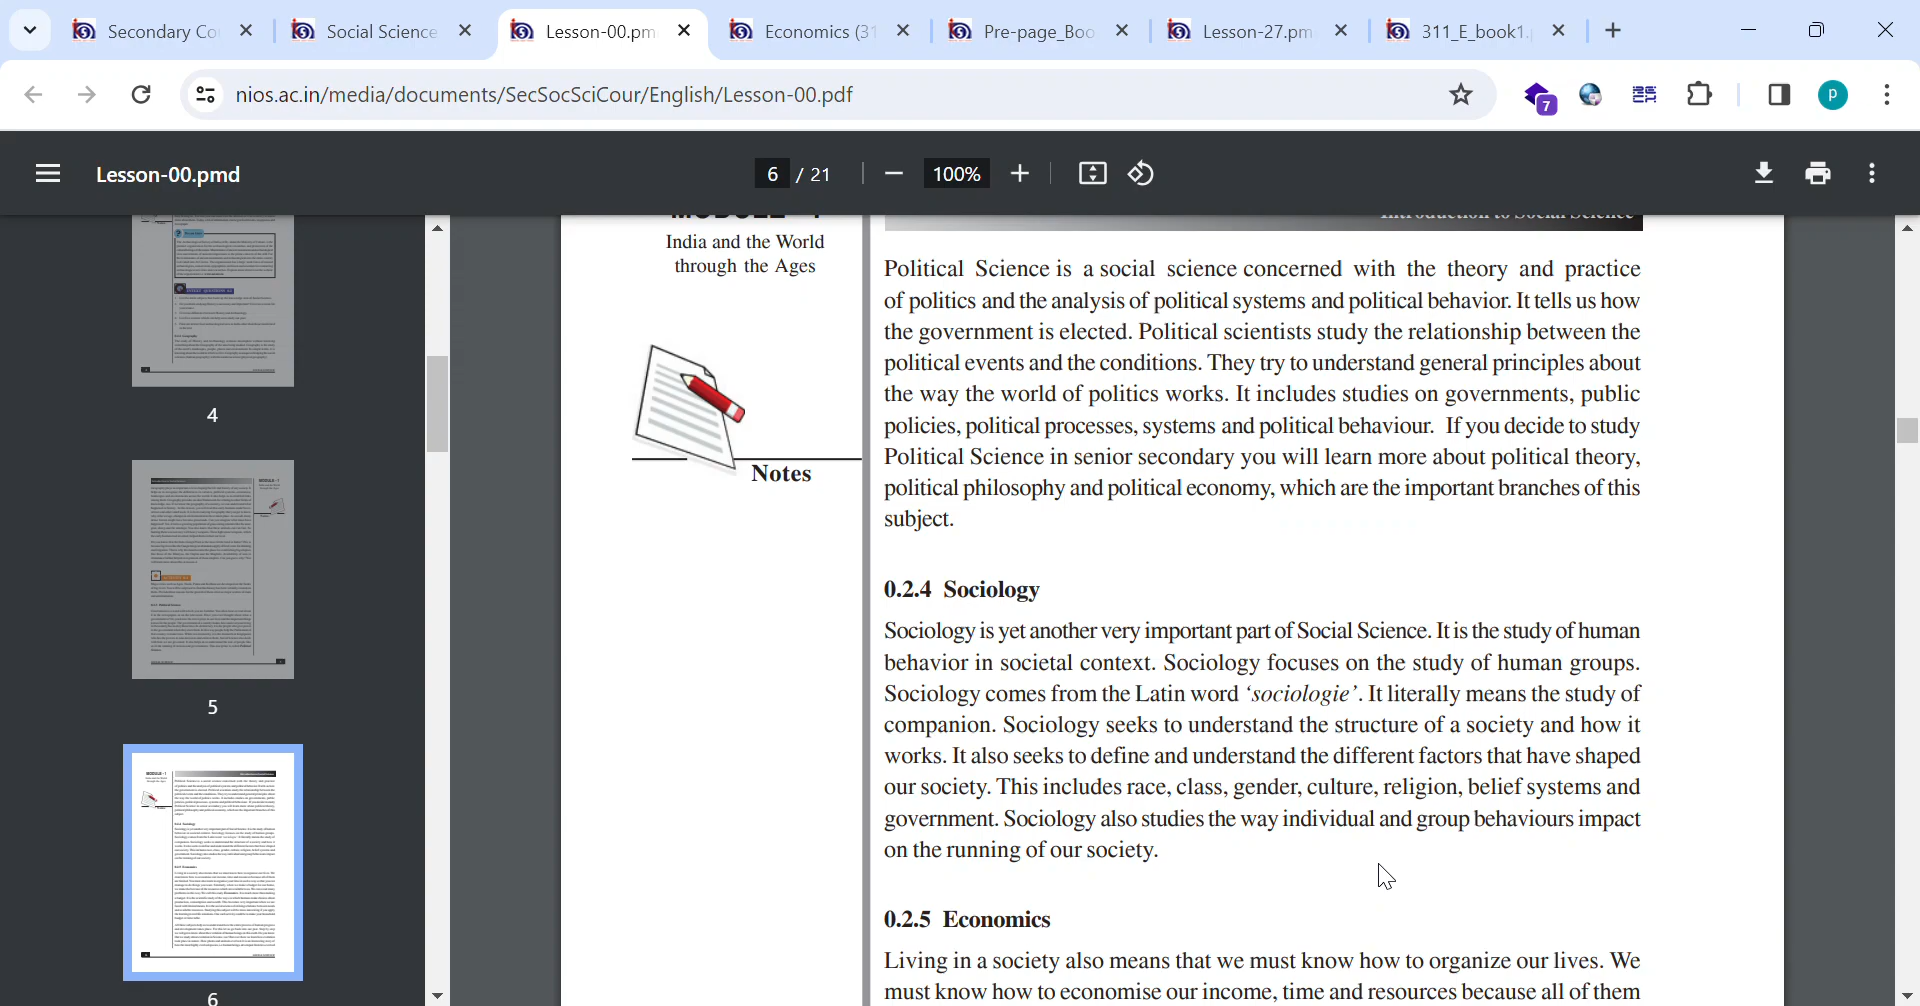 Secondary Co
Social Science
Lesson-00.pm
Economics (31
Pre-page_Boo
Lesson-27.pm
311_E_book1.
nios.ac.in/media/documents/SecSocSciCour/English/Lesson-00.pdf
7
P
Lesson-00.pmd
6 / 21
100%
4
5
6
MODULE - 1
India and the World
through the Ages
Notes
Introduction to Social Science
Political Science is a social science concerned with the theory and practice
of politics and the analysis of political systems and political behavior. It tells us how
the government is elected. Political scientists study the relationship between the
political events and the conditions. They try to understand general principles about
the way the world of politics works. It includes studies on governments, public
policies, political processes, systems and political behaviour. If you decide to study
Political Science in senior secondary you will learn more about political theory,
political philosophy and political economy, which are the important branches of this
subject.
0.2.4 Sociology
Sociology is yet another very important part of Social Science. It is the study of human
behavior in societal context. Sociology focuses on the study of human groups.
Sociology comes from the Latin word ‘sociologie’. It literally means the study of
companion. Sociology seeks to understand the structure of a society and how it
works. It also seeks to define and understand the different factors that have shaped
our society. This includes race, class, gender, culture, religion, belief systems and
government. Sociology also studies the way individual and group behaviours impact
on the running of our society.
0.2.5 Economics
Living in a society also means that we must know how to organize our lives. We
must know how to economise our income, time and resources because all of them